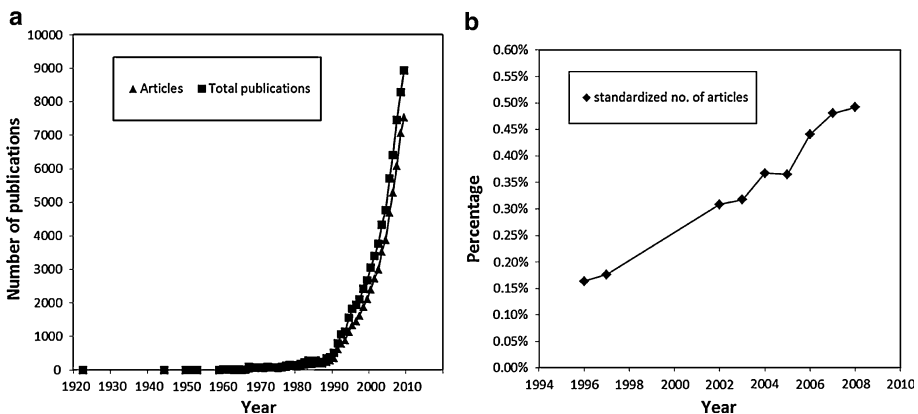 a
Number of publications
10000
9000
8000
7000
6000
5000
4000
3000
2000
1000
0
Articles Total publications
1920 1930 1940 1950 1960 1970 1980 1990 2000 2010
Year
b
Percentage
0.60%
0.55%
0.50%
0.45%
0.40%
0.35%
0.30%
0.25%
0.20%
0.15%
0.10%
0.05%
0.00%
standardized no. of articles
1994 1996 1998 2000 2002 2004 2006 2008 2010
Year